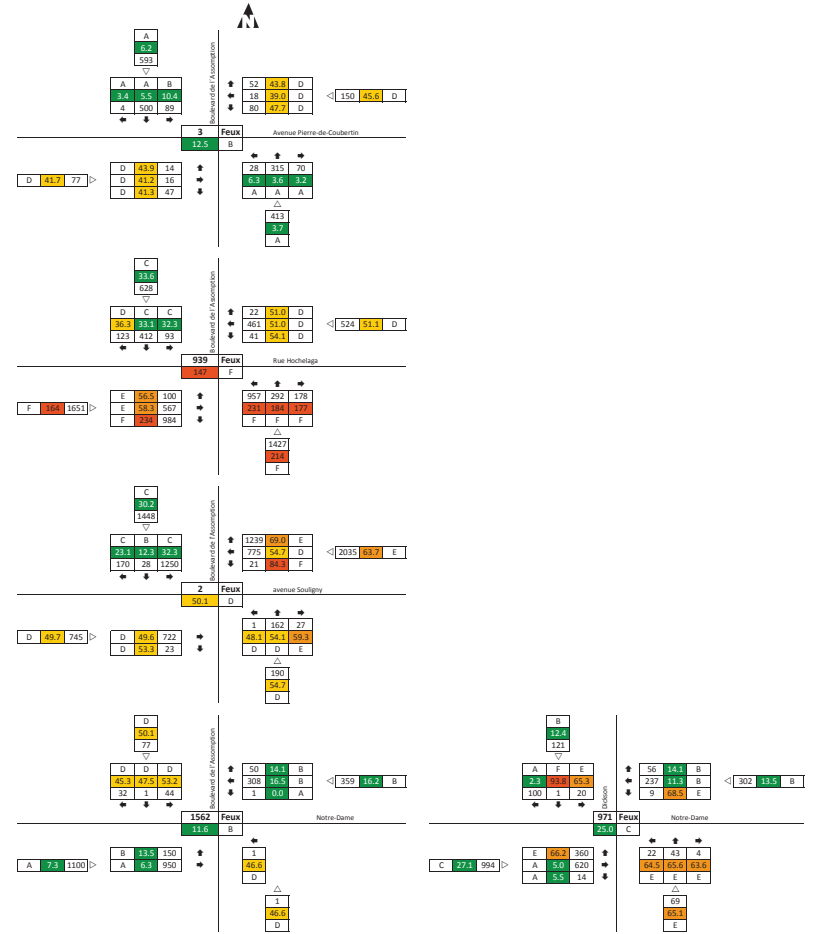 N
A
6.2
593
Boulevard de l'Assomption
A A B
3.4 5.5 10.4
4 500 89
52 43.8 D
18 39.0 D
80 47.7 D
150 45.6 D
3 Feux
12.5 B
Avenue Pierre-de-Coubertin
D 41.7 77
D 43.9 14
D 41.2 16
D 41.3 47
28 315 70
6.3 3.6 3.2
A A A
413
3.7
A
C
33.6
628
Boulevard de l'Assomption
D C C
36.3 33.1 32.3
123 412 93
22 51.0 D
461 51.0 D
41 54.1 D
524 51.1 D
939 Feux
147 F
Rue Hochelaga
F 164 1651
E 56.5 100
E 58.3 567
F 234 984
957 292 178
231 184 177
F F F
1427
214
F
C
30.2
1448
Boulevard de l'Assomption
C B C
23.1 12.3 32.3
170 28 1250
1239 69.0 E
775 54.7 D
21 84.3 F
2035 63.7 E
2 Feux
50.1 D
avenue Souligny
D 49.7 745
D 49.6 722
D 53.3 23
1 162 27
48.1 54.1 59.3
D D E
190
54.7
D
D
50.1
77
Boulevard de l'Assomption
D D D
45.3 47.5 53.2
32 1 44
50 14.1 B
308 16.5 B
1 0.0 A
359 16.2 B
1562 Feux
11.6 B
Notre-Dame
A 7.3 1100
B 13.5 150
A 6.3 950
1
46.6
D
1
46.6
D
B
12.4
121
Dickson
A F E
2.3 93.8 65.3
100 1 20
56 14.1 B
237 11.3 B
9 68.5 E
302 13.5 B
971 Feux
25.0 C
Notre-Dame
C 27.1 994
E 66.2 360
A 5.0 620
A 5.5 14
22 43 4
64.5 65.6 63.6
E E E
69
65.1
E